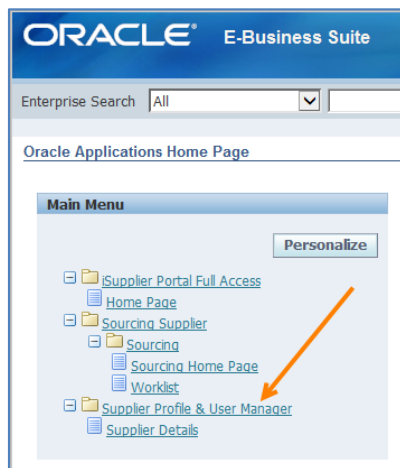 ORACLE® E-Business Suite
Enterprise Search All
Oracle Applications Home Page
Main Menu
Personalize
iSupplier Portal Full Access
Home Page
Sourcing Supplier
Sourcing
Sourcing Home Page
Worklist
Supplier Profile & User Manager
Supplier Details